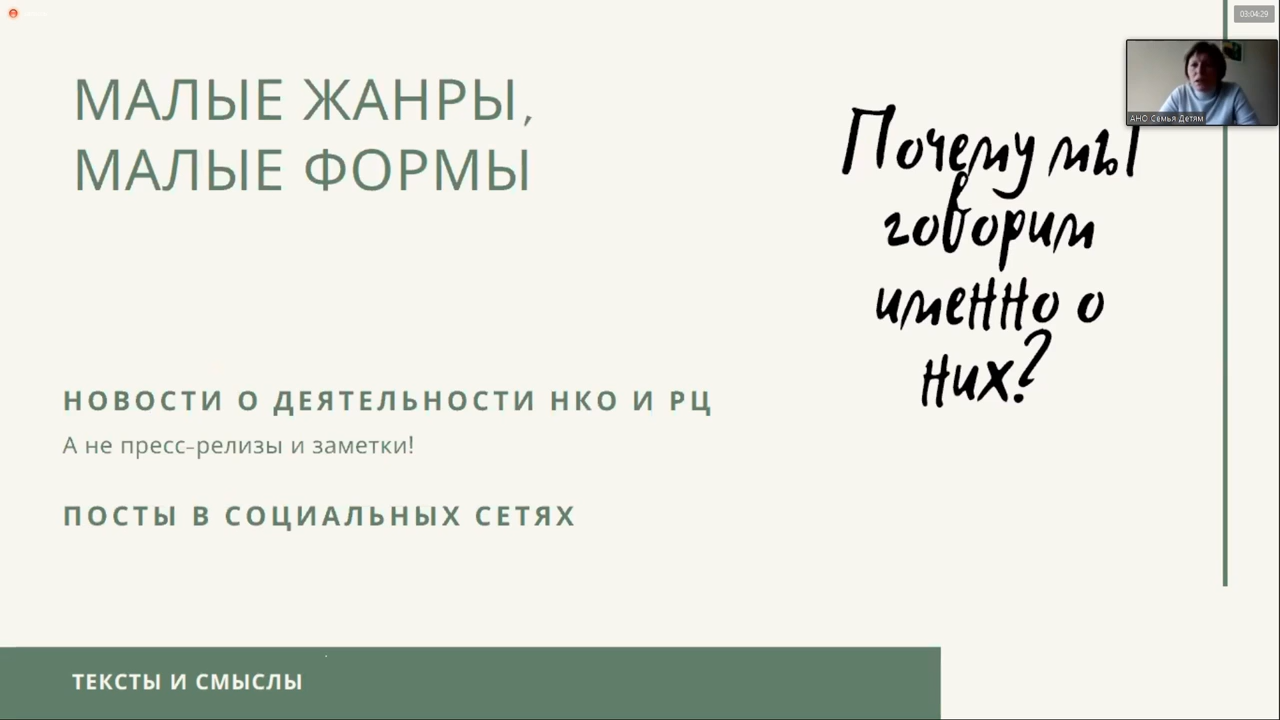 03:04:29
АНО Семья Детям
МАЛЫЕ ЖАНРЫ,
МАЛЫЕ ФОРМЫ
Почему мы
говорим
именно о
них?
НОВОСТИ О ДЕЯТЕЛЬНОСТИ НКО И РЦ
А не пресс-релизы и заметки!
ПОСТЫ В СОЦИАЛЬНЫХ СЕТЯХ
ТЕКСТЫ И СМЫСЛЫ